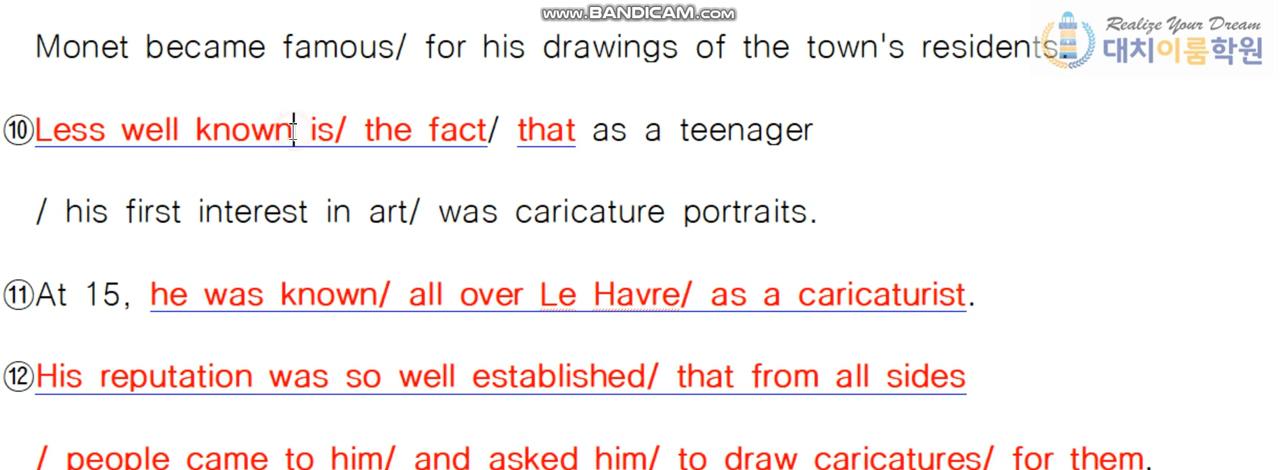 www.BANDICAM.com
Realize Your Dream
대치이룸학원
Monet became famous/ for his drawings of the town's residents
⑩Less well known is/ the fact/ that as a teenager
/ his first interest in art/ was caricature portraits.
⑪At 15, he was known/ all over Le Havre/ as a caricaturist.
⑫His reputation was so well established/ that from all sides
/ people came to him/ and asked him/ to draw caricatures/ for them.